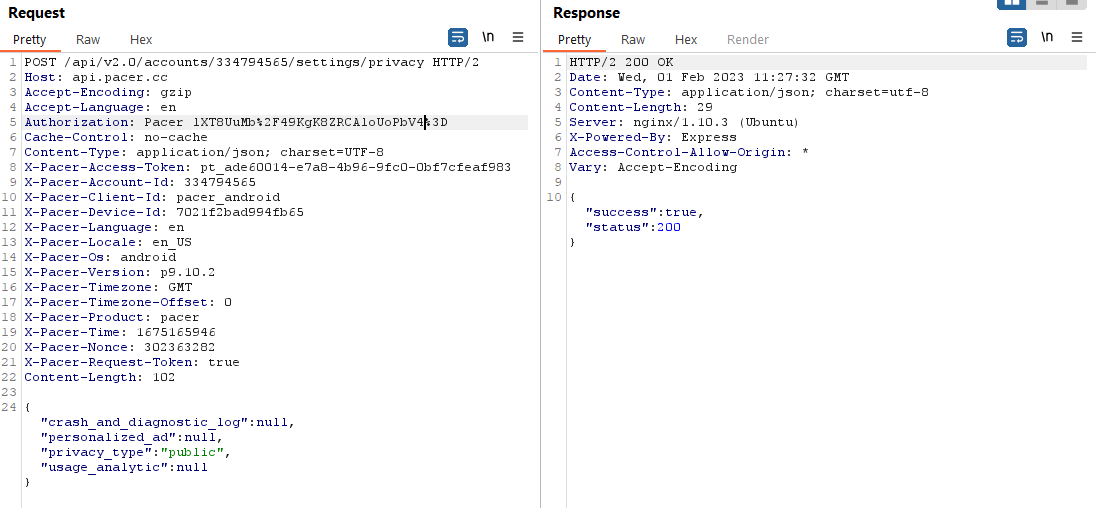 Request
Pretty Raw Hex \n
1 POST /api/v2.0/accounts/334794565/settings/privacy HTTP/2
2 Host: api.pacer.cc
3 Accept-Encoding: gzip
4 Accept-Language: en
5 Authorization: Pacer lXT8UuMb%2F49KgK8ZRCAloUoPbV4%3D
6 Cache-Control: no-cache
7 Content-Type: application/json; charset=UTF-8
8 X-Pacer-Access-Token: pt_ade60014-e7a8-4b96-9fc0-0bf7cfeaf983
9 X-Pacer-Account-Id: 334794565
10 X-Pacer-Client-Id: pacer_android
11 X-Pacer-Device-Id: 7021f2bad994fb65
12 X-Pacer-Language: en
13 X-Pacer-Locale: en_US
14 X-Pacer-Os: android
15 X-Pacer-Version: p9.10.2
16 X-Pacer-Timezone: GMT
17 X-Pacer-Timezone-Offset: 0
18 X-Pacer-Product: pacer
19 X-Pacer-Time: 1675165946
20 X-Pacer-Nonce: 302363282
21 X-Pacer-Request-Token: true
22 Content-Length: 102
23
24 {
"crash_and_diagnostic_log":null,
"personalized_ad":null,
"privacy_type":"public",
"usage_analytic":null
}
Response
Pretty Raw Hex Render \n
1 HTTP/2 200 OK
2 Date: Wed, 01 Feb 2023 11:27:32 GMT
3 Content-Type: application/json; charset=utf-8
4 Content-Length: 29
5 Server: nginx/1.10.3 (Ubuntu)
6 X-Powered-By: Express
7 Access-Control-Allow-Origin: *
8 Vary: Accept-Encoding
9
10 {
"success":true,
"status":200
}